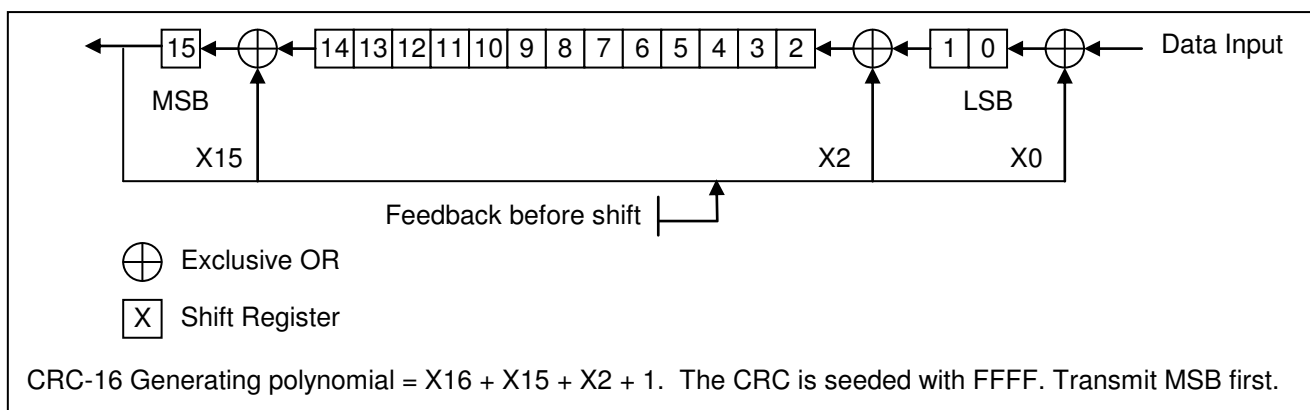 15 14 13 12 11 10 9 8 7 6 5 4 3 2 1 0 Data Input
MSB LSB
X15 X2 X0
Feedback before shift
Exclusive OR
X Shift Register
CRC-16 Generating polynomial = X16 + X15 + X2 + 1. The CRC is seeded with FFFF. Transmit MSB first.